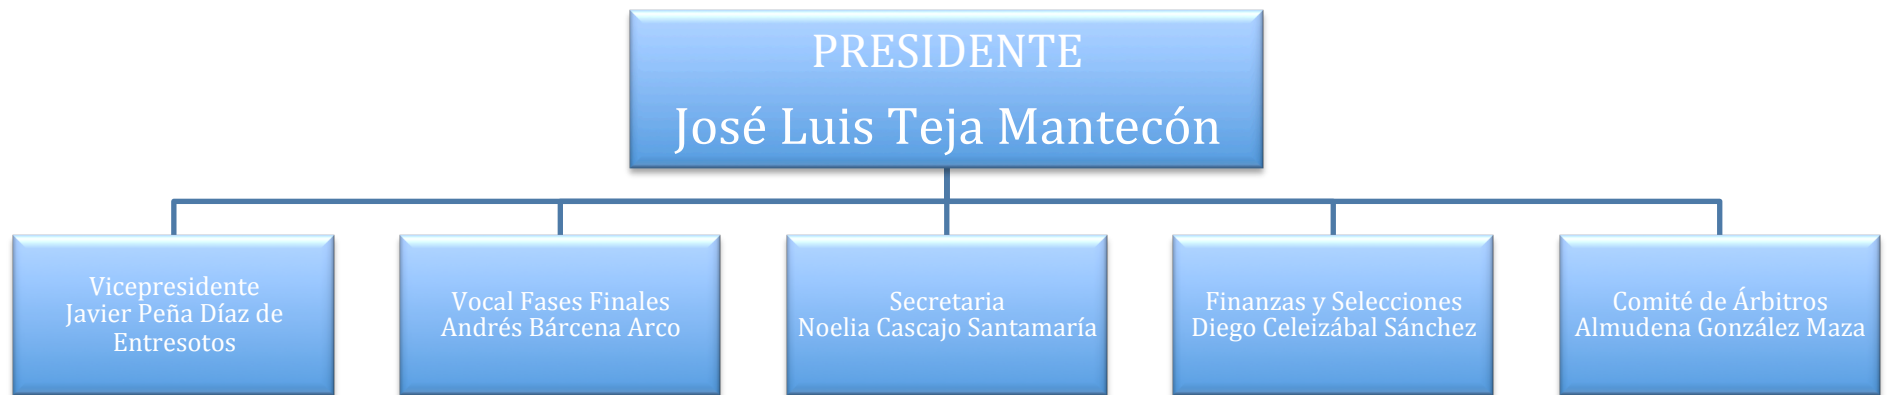 PRESIDENTE
José Luis Teja Mantecón
Vicepresidente
Javier Peña Díaz de
Entresotos
Vocal Fases Finales
Andrés Bárcena Arco
Secretaria
Noelia Cascajo Santamaría
Finanzas y Selecciones
Diego Celeizábal Sánchez
Comité de Árbitros
Almudena González Maza